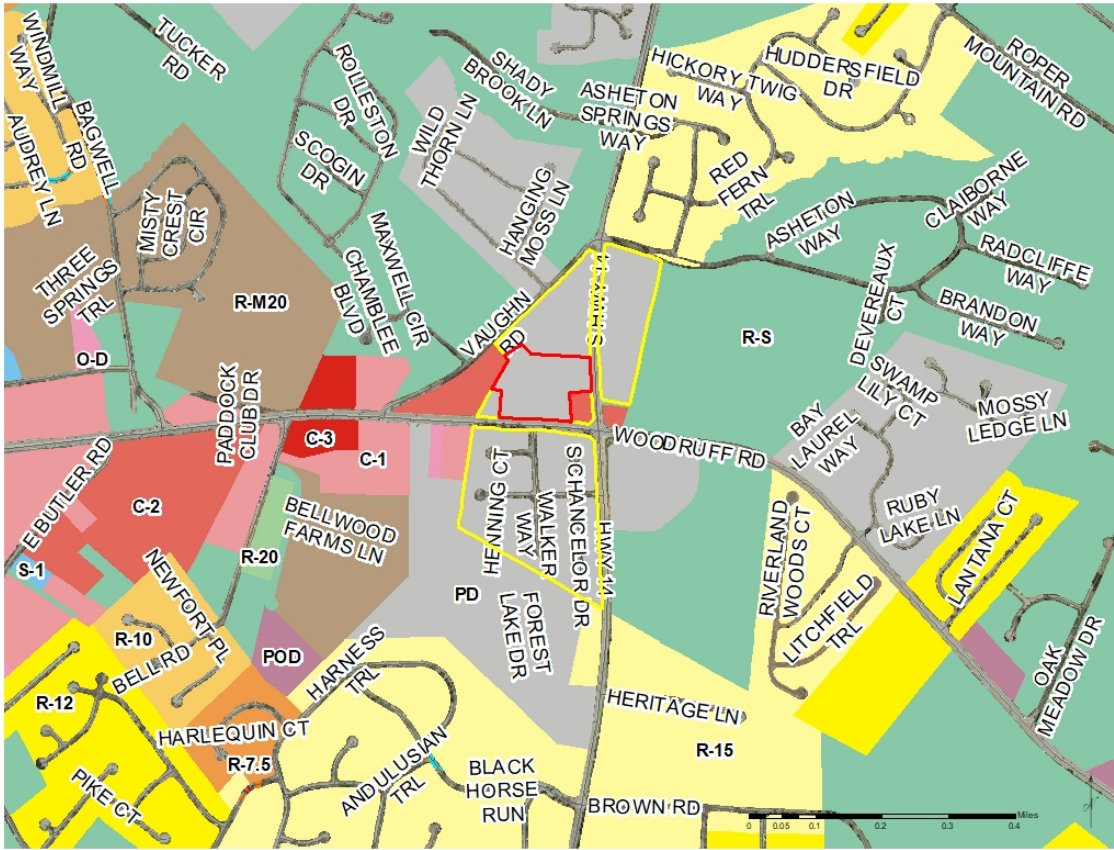 WINDMILL
WAY
TUCKER
RD
BAGWELL
RD
AUDREY LN
ROLLESTON
DR
SCOGIN
DR
SHADY
BROOK LN
WILD
THORN LN
HANGING
MOSS LN
ASHETON
SPRINGS
WAY
HICKORY TWIG
WAY
HUDDERSFIELD
DR
ROPER
MOUNTAIN RD
RED
FERN
TRL
MISTY
CREST
CIR
THREE
SPRINGS
TRL
R-M20
MAXWELL CIR
CHAMBLEE
BLVD
VAUGHN
RD
S HWY 14
ASHETON
WAY
CLAIBORNE
WAY
RADCLIFFE
WAY
BRANDON
WAY
DEVEREAUX
CT
R-S
O-D
PADDOCK
CLUB DR
C-3
C-1
C-2
E BUTLER RD
S-1
R-20
BELLWOOD
FARMS LN
WOODRUFF RD
BAY
LAUREL
WAY
SWAMP
LILY CT
MOSSY
LEDGE LN
RUBY
LAKE LN
LANTANA CT
HENNING CT
WALKER
WAY
S CHANCELOR DR
HWY 14
FOREST
LAKE DR
PD
RIVERLAND
WOODS CT
LITCHFIELD
TRL
OAK
MEADOW DR
NEWFORT PL
R-10
BELL RD
POD
R-12
HARNESS
TRL
HARLEQUIN CT
R-7.5
PIKE CT
ANDULUSIAN
TRL
BLACK
HORSE
RUN
HERITAGE LN
R-15
BROWN RD
Miles
0 0.05 0.1 0.2 0.3 0.4